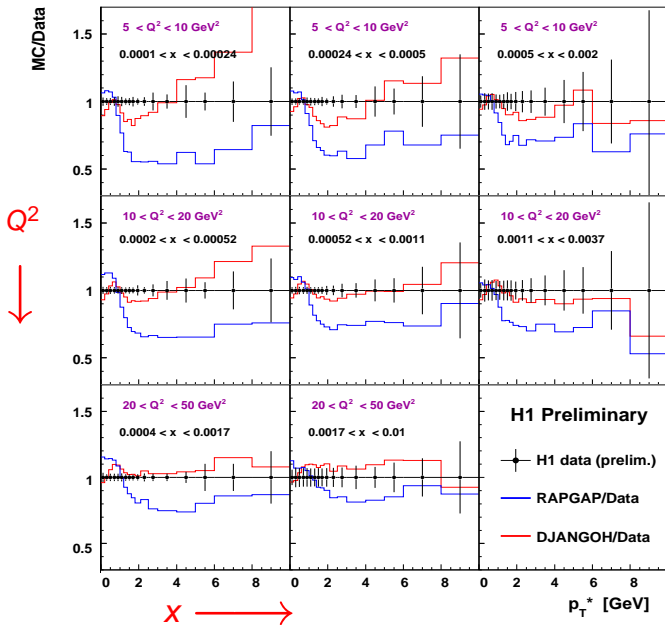 MC/Data
5 < Q² < 10 GeV²
0.0001 < x < 0.00024
5 < Q² < 10 GeV²
0.00024 < x < 0.0005
5 < Q² < 10 GeV²
0.0005 < x < 0.002
1.5
1
0.5
Q²
10 < Q² < 20 GeV²
0.0002 < x < 0.00052
10 < Q² < 20 GeV²
0.00052 < x < 0.0011
10 < Q² < 20 GeV²
0.0011 < x < 0.0037
1.5
1
0.5
20 < Q² < 50 GeV²
0.0004 < x < 0.0017
20 < Q² < 50 GeV²
0.0017 < x < 0.01
1.5
1
0.5
H1 Preliminary
H1 data (prelim.)
RAPGAP/Data
DJANGOH/Data
0 2 4 6 8
0 2 4 6 8
0 2 4 6 8
x
p_T* [GeV]